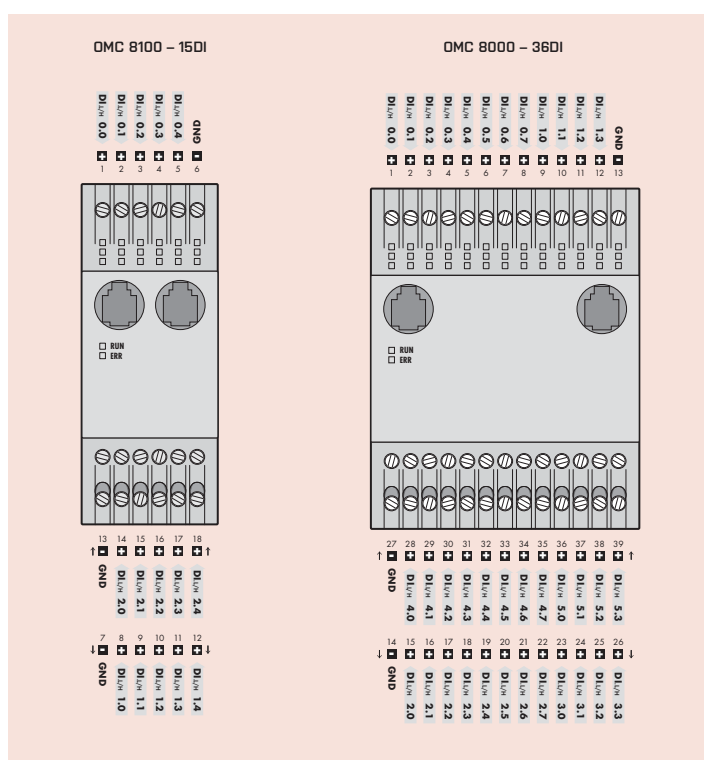 OMC 8100 – 15DI
DI L/H 0.0 DI L/H 0.1 DI L/H 0.2 DI L/H 0.3 DI L/H 0.4 GND
1 2 3 4 5 6
RUN
ERR
13 14 15 16 17 18
↑ ↑
GND DI L/H 2.0 DI L/H 2.1 DI L/H 2.2 DI L/H 2.3 DI L/H 2.4
7 8 9 10 11 12
↓ ↓
GND DI L/H 1.0 DI L/H 1.1 DI L/H 1.2 DI L/H 1.3 DI L/H 1.4
OMC 8000 – 36DI
DI L/H 0.0 DI L/H 0.1 DI L/H 0.2 DI L/H 0.3 DI L/H 0.4 DI L/H 0.5 DI L/H 0.6 DI L/H 0.7 DI L/H 1.0 DI L/H 1.1 DI L/H 1.2 DI L/H 1.3 GND
1 2 3 4 5 6 7 8 9 10 11 12 13
RUN
ERR
27 28 29 30 31 32 33 34 35 36 37 38 39
↑ ↑
GND DI L/H 4.0 DI L/H 4.1 DI L/H 4.2 DI L/H 4.3 DI L/H 4.4 DI L/H 4.5 DI L/H 4.6 DI L/H 4.7 DI L/H 5.0 DI L/H 5.1 DI L/H 5.2 DI L/H 5.3
14 15 16 17 18 19 20 21 22 23 24 25 26
↓ ↓
GND DI L/H 2.0 DI L/H 2.1 DI L/H 2.2 DI L/H 2.3 DI L/H 2.4 DI L/H 2.5 DI L/H 2.6 DI L/H 2.7 DI L/H 3.0 DI L/H 3.1 DI L/H 3.2 DI L/H 3.3